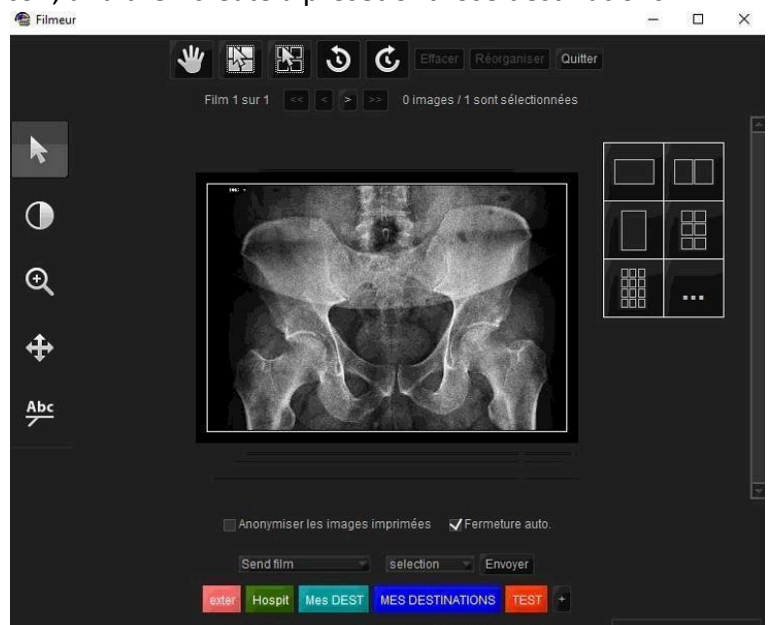 Filmeur
Effacer Réorganiser Quitter
Film 1 sur 1 << < > >> 0 images / 1 sont sélectionnées
Abc
...
Anonymiser les images imprimées Fermeture auto.
Send film selection Envoyer
exter Hospit Mes DEST MES DESTINATIONS TEST +